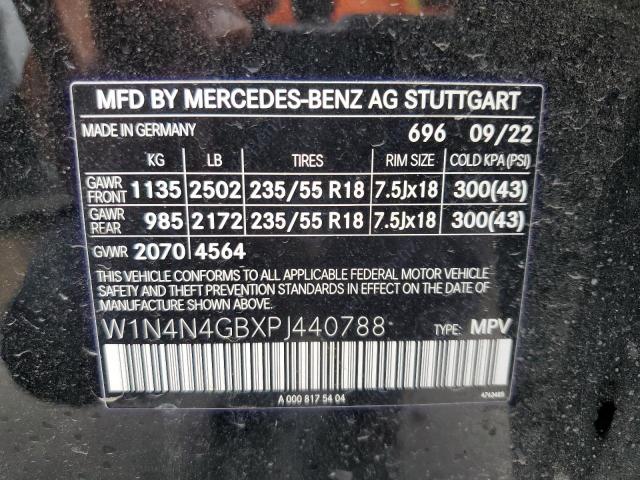 MFD BY MERCEDES-BENZ AG STUTTGART
MADE IN GERMANY 696 09/22
KG LB TIRES RIM SIZE COLD KPA(PSI)
GAWR FRONT 1135 2502 235/55 R18 7.5Jx18 300(43)
GAWR REAR 985 2172 235/55 R18 7.5Jx18 300(43)
GVWR 2070 4564
THIS VEHICLE CONFORMS TO ALL APPLICABLE FEDERAL MOTOR VEHICLE
SAFETY AND THEFT PREVENTION STANDARDS IN EFFECT ON THE DATE OF
MANUFACTURE SHOWN ABOVE.
W1N4N4GBXPJ440788 TYPE: MPV
A 000 817 54 04